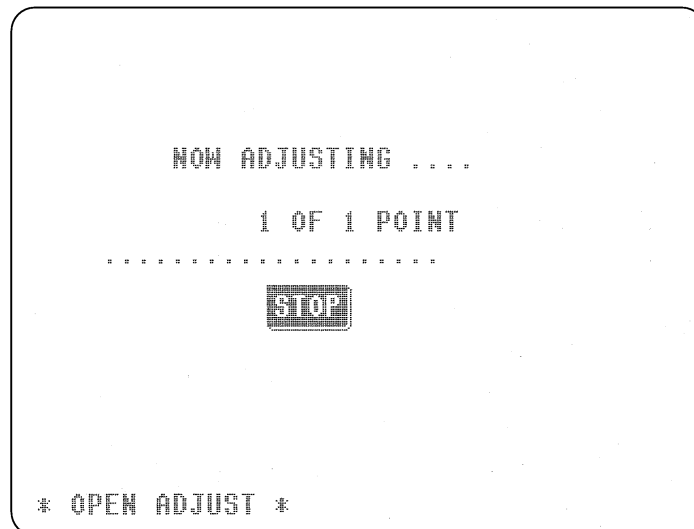 NOW ADJUSTING ....
1 OF 1 POINT
....................
STOP
* OPEN ADJUST *